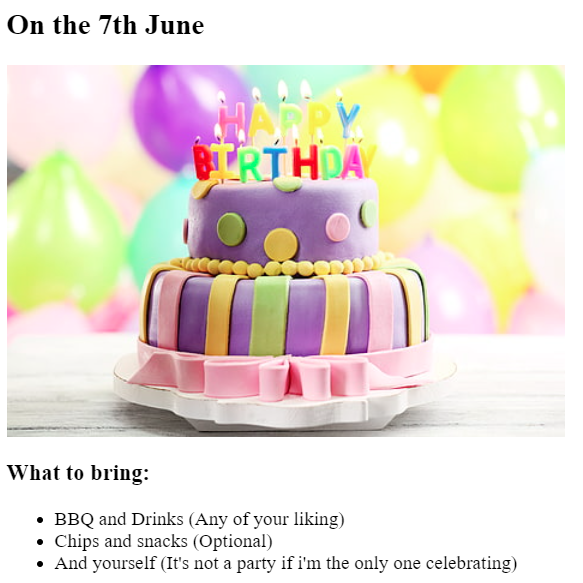 On the 7th June
HAPPY
BIRTHDAY
What to bring:
BBQ and Drinks (Any of your liking)
Chips and snacks (Optional)
And yourself (It's not a party if i'm the only one celebrating)